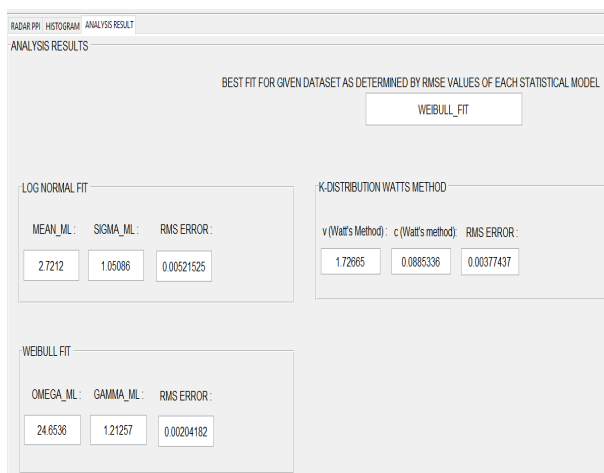 RADAR PPI HISTOGRAM ANALYSIS RESULT
ANALYSIS RESULTS
BEST FIT FOR GIVEN DATASET AS DETERMINED BY RMSE VALUES OF EACH STATISTICAL MODEL
WEIBULL_FIT
LOG NORMAL FIT
MEAN_ML : SIGMA_ML : RMS ERROR :
2.7212 1.05086 0.00521525
K-DISTRIBUTION WATTS METHOD
v (Watt's Method) : c (Watt's method): RMS ERROR :
1.72665 0.0885336 0.00377437
WEIBULL FIT
OMEGA_ML : GAMMA_ML : RMS ERROR :
24.6536 1.21257 0.00204182